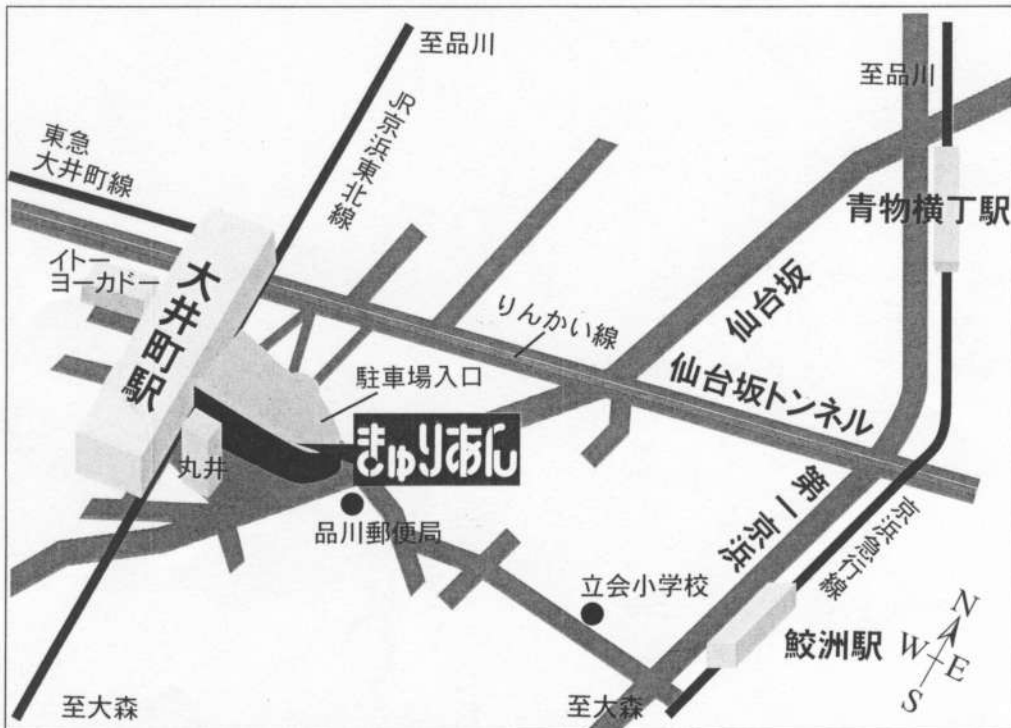 至品川
至品川
JR京浜東北線
東急
大井町線
青物横丁駅
イトー
ヨーカドー
大井町駅
仙台坂
りんかい線
仙台坂トンネル
駐車場入口
きゅりあん
丸井
品川郵便局
第一京浜
京浜急行線
立会小学校
鮫洲駅
N
W
E
S
至大森
至大森